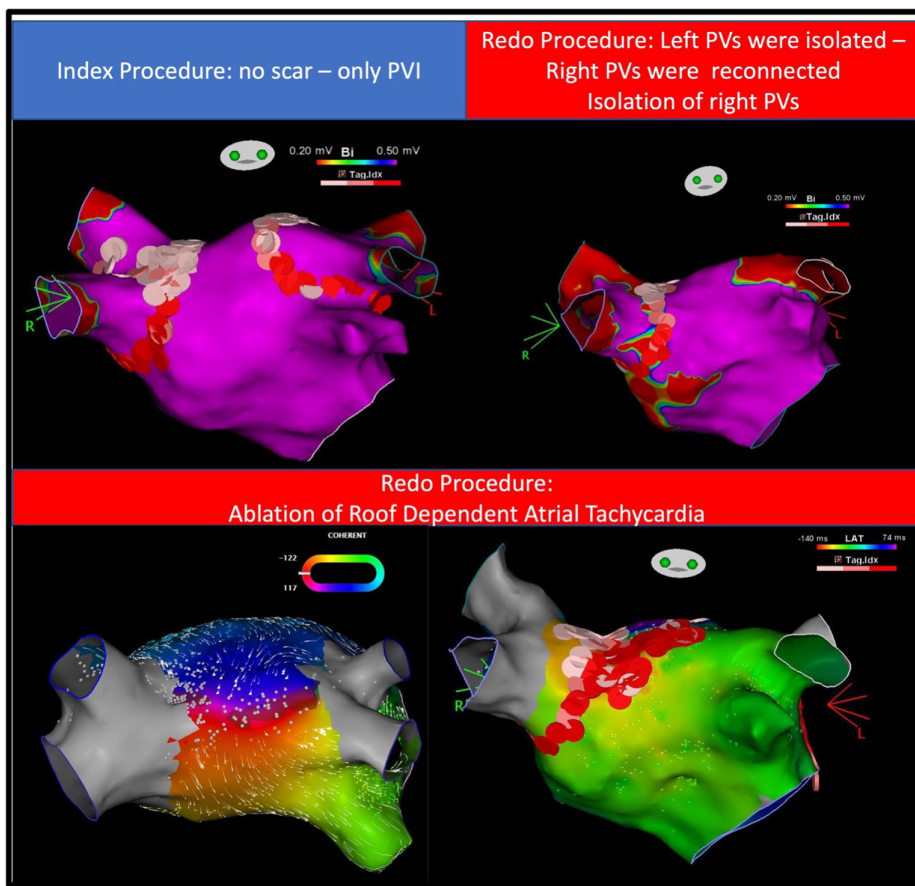 Index Procedure: no scar – only PVI
Redo Procedure: Left PVs were isolated –
Right PVs were  reconnected
Isolation of right PVs
0.20 mV Bi 0.50 mV
Tag.Idx
R
L
0.20 mV Bi 0.50 mV
Tag.Idx
R
L
Redo Procedure:
Ablation of Roof Dependent Atrial Tachycardia
COHERENT
-122
117
-140 ms LAT 74 ms
Tag.Idx
R
L